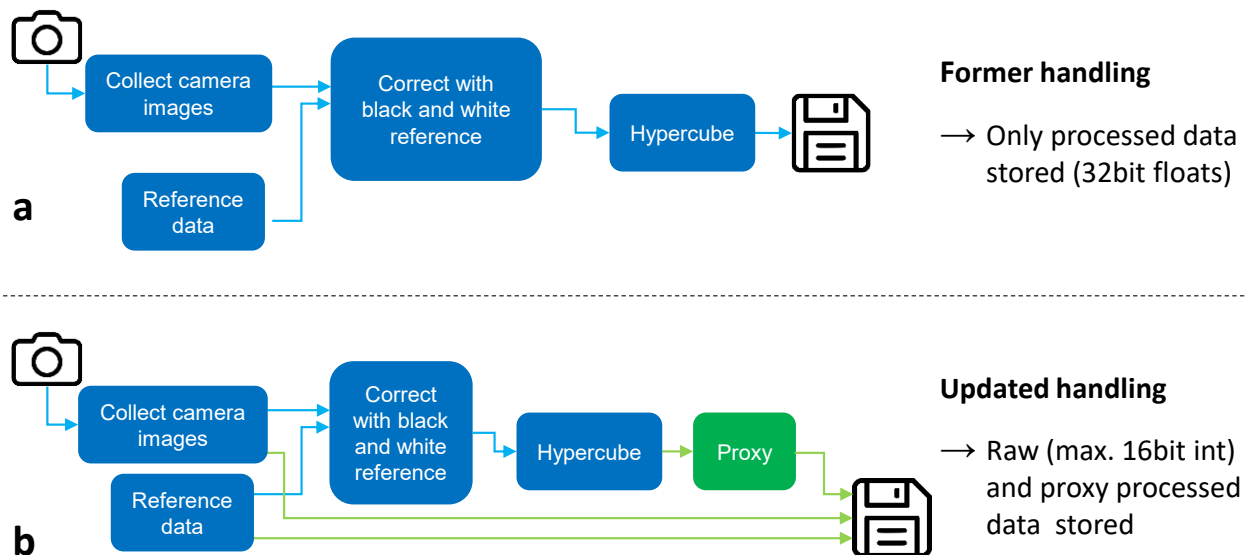 Collect camera
images
Correct with
black and white
reference
Hypercube
Reference
data
a
Former handling
→ Only processed data
stored (32bit floats)
Collect camera
images
Correct
with black
and white
reference
Hypercube
Proxy
Reference
data
b
Updated handling
→ Raw (max. 16bit int)
and proxy processed
data stored